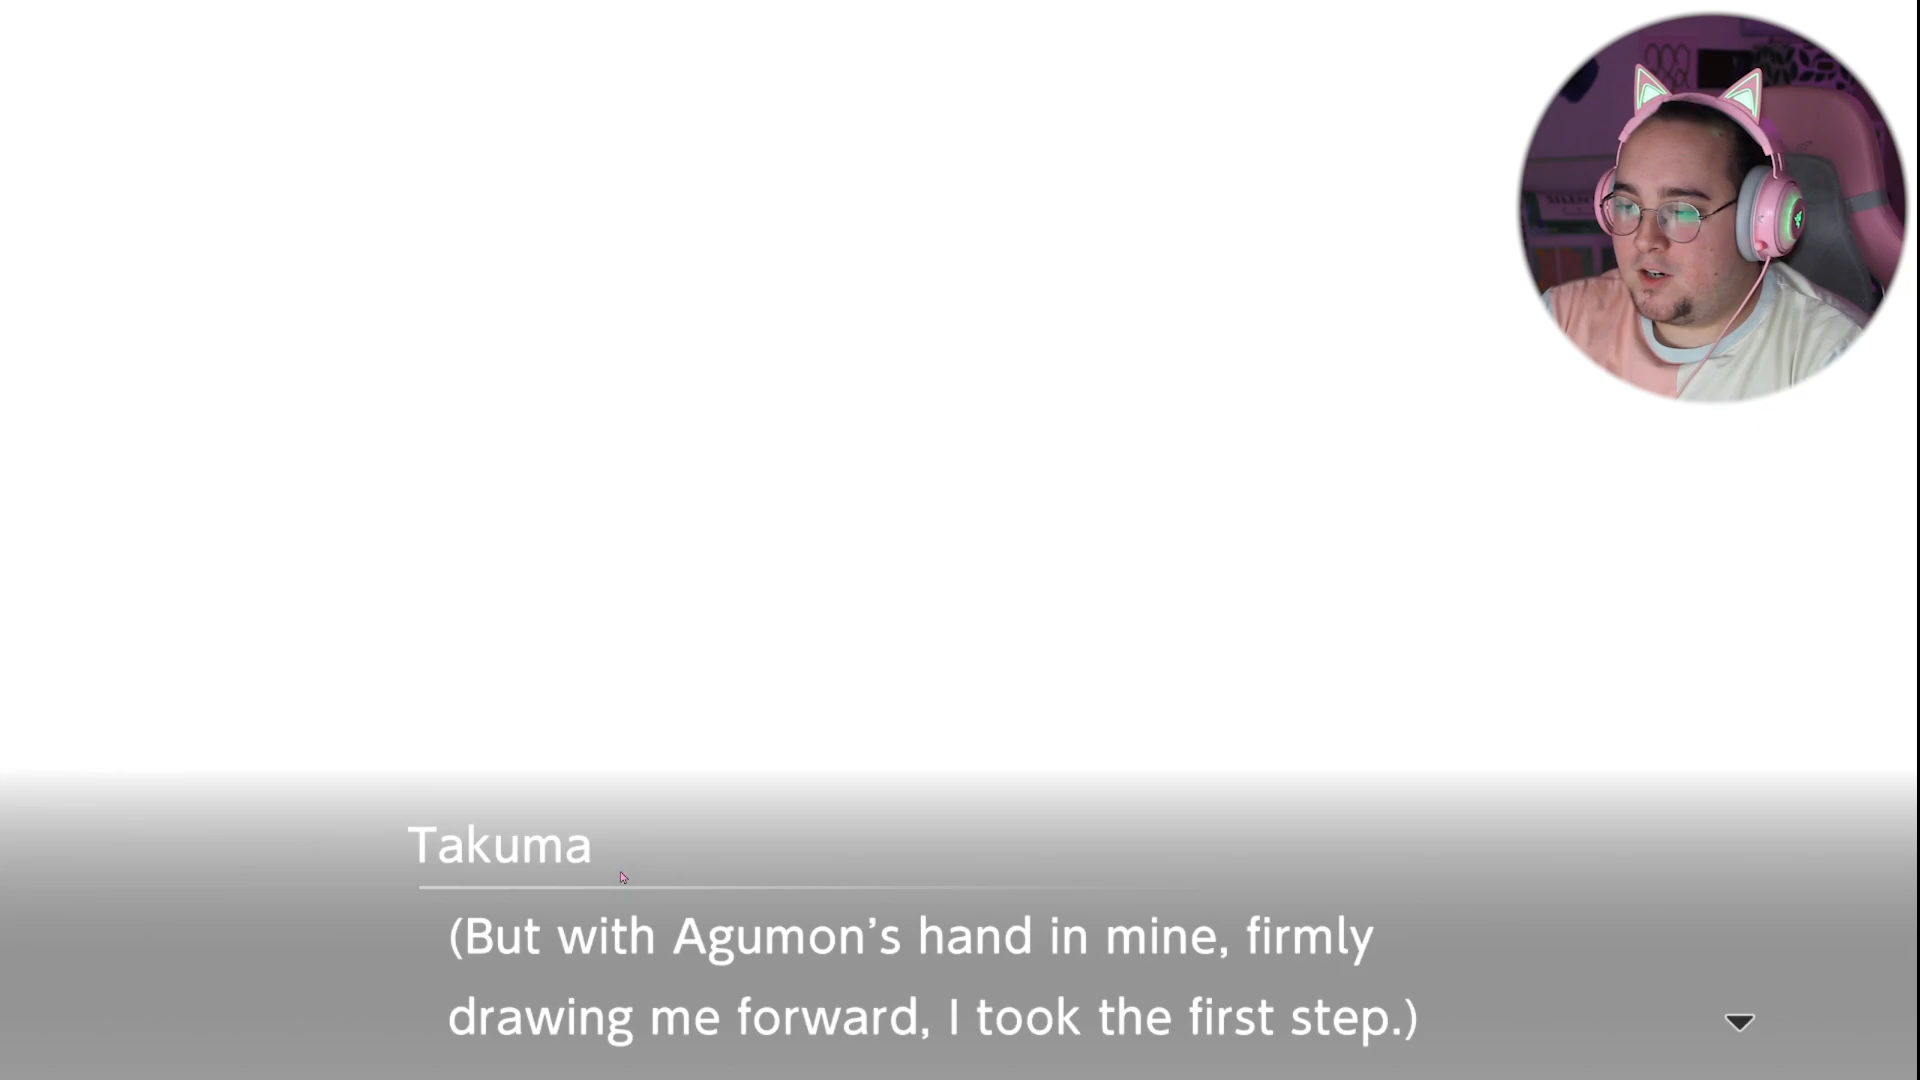 Takuma
(But with Agumon's hand in mine, firmly
drawing me forward, I took the first step.)